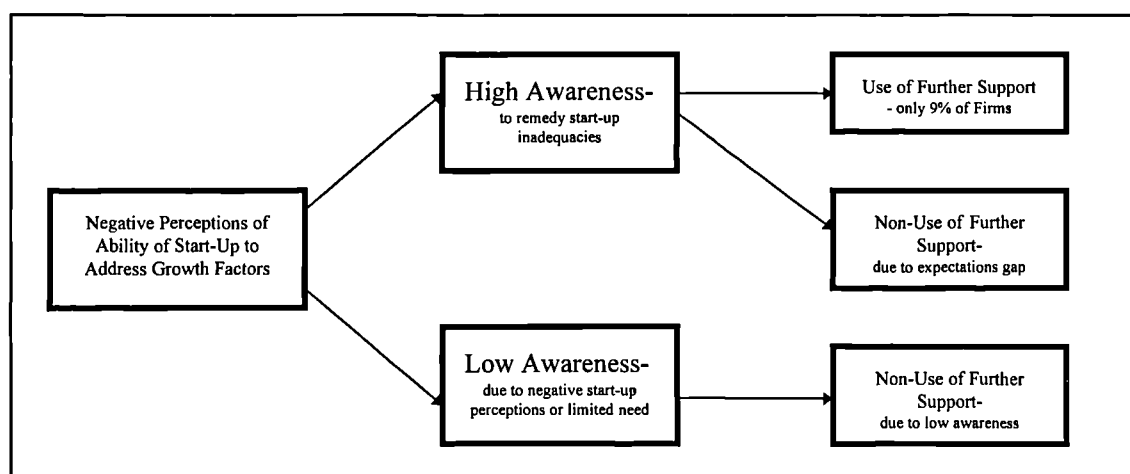 High Awareness-
to remedy start-up
inadequacies
Use of Further Support
- only 9% of Firms
Negative Perceptions of
Ability of Start-Up to
Address Growth Factors
Non-Use of Further
Support-
due to expectations gap
Low Awareness-
due to negative start-up
perceptions or limited need
Non-Use of Further
Support-
due to low awareness